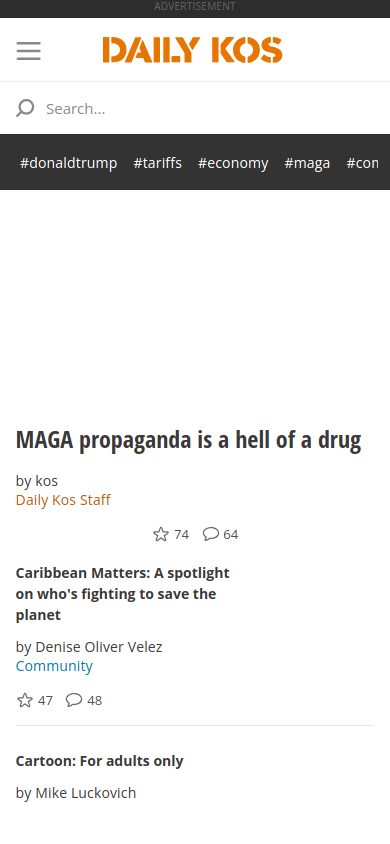 ADVERTISEMENT
DAILY KOS
Search...
#donaldtrump #tariffs #economy #maga
MAGA propaganda is a hell of a drug
by kos
Daily Kos Staff
74 64
Caribbean Matters: A spotlight
on who's fighting to save the
planet
by Denise Oliver Velez
Community
47 48
Cartoon: For adults only
by Mike Luckovich